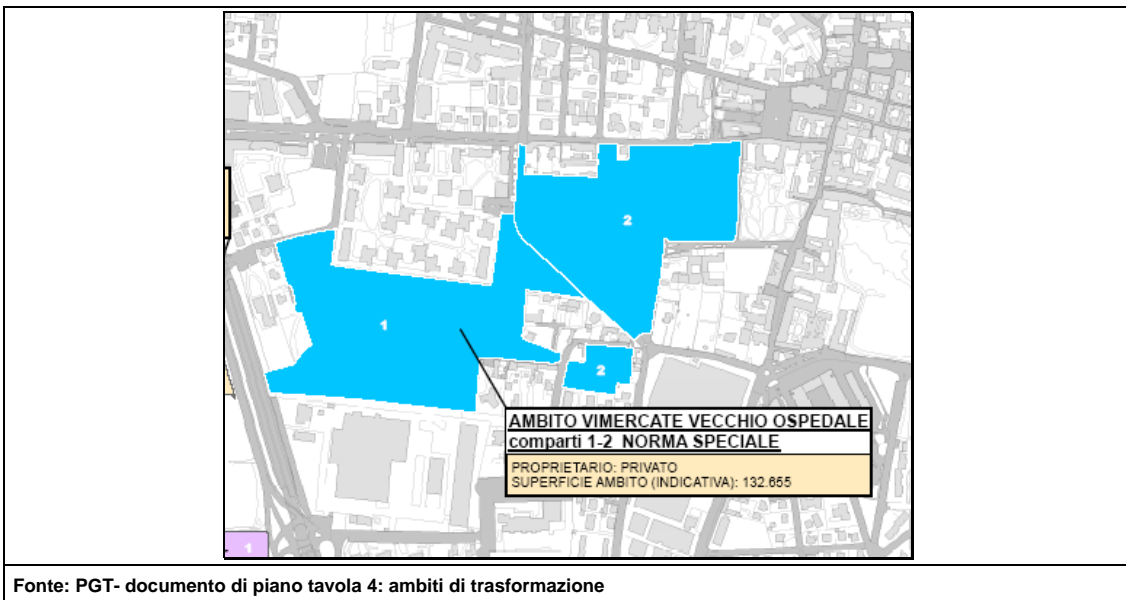 2
1
2
AMBITO VIMERCATE VECCHIO OSPEDALE
comparti 1-2 NORMA SPECIALE
PROPRIETARIO: PRIVATO
SUPERFICIE AMBITO (INDICATIVA): 132.655
1
Fonte: PGT- documento di piano tavola 4: ambiti di trasformazione